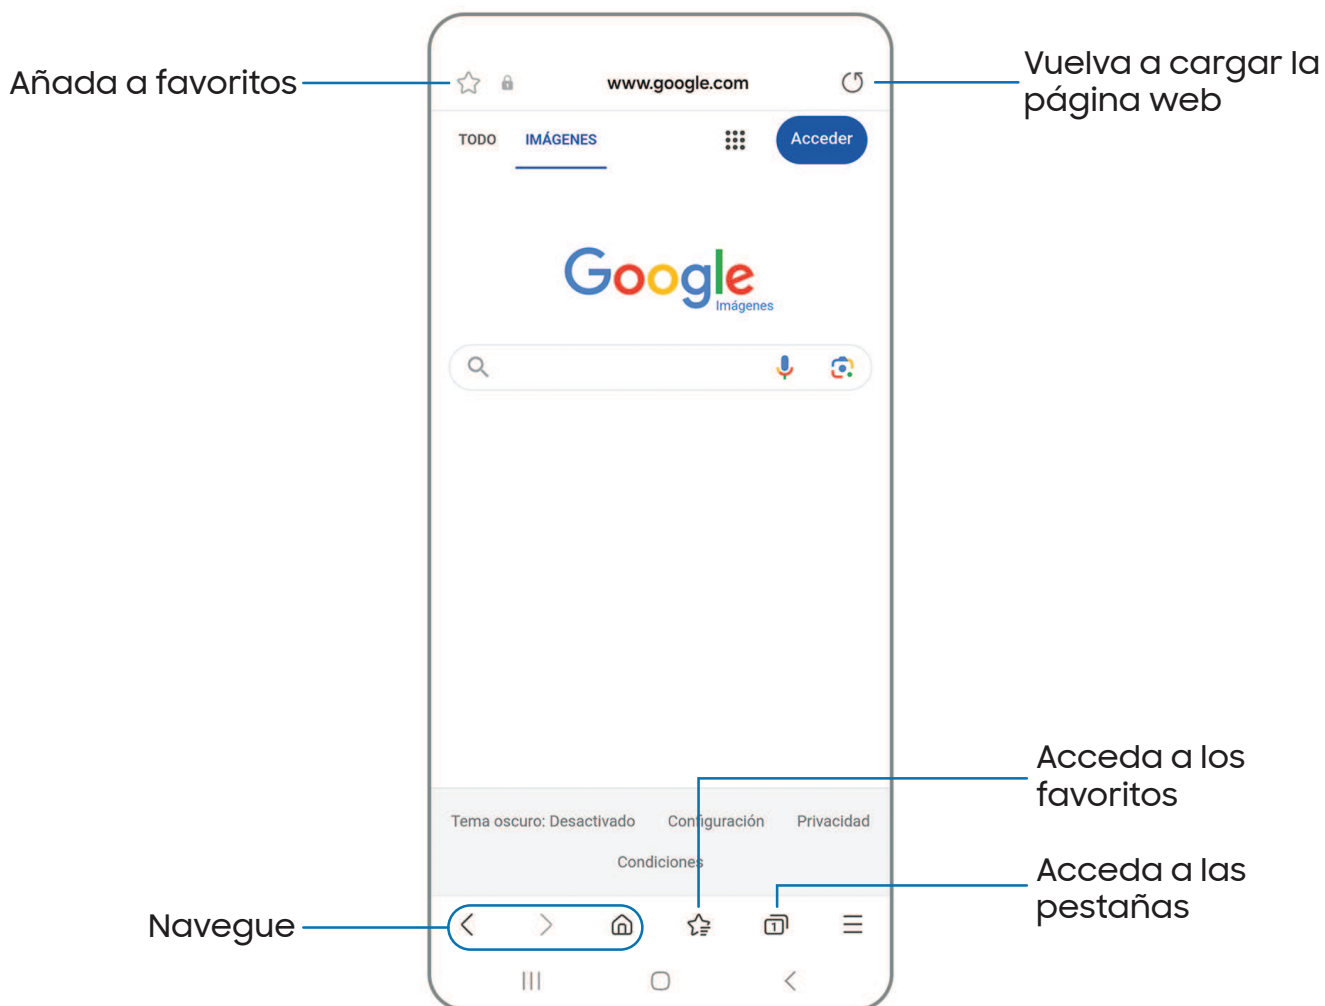 Añada a favoritos
www.google.com
Vuelva a cargar la
página web
TODO IMÁGENES
Acceder
Google
Imágenes
Acceda a los
favoritos
Tema oscuro: Desactivado Configuración Privacidad
Condiciones
Acceda a las
pestañas
Navegue
1